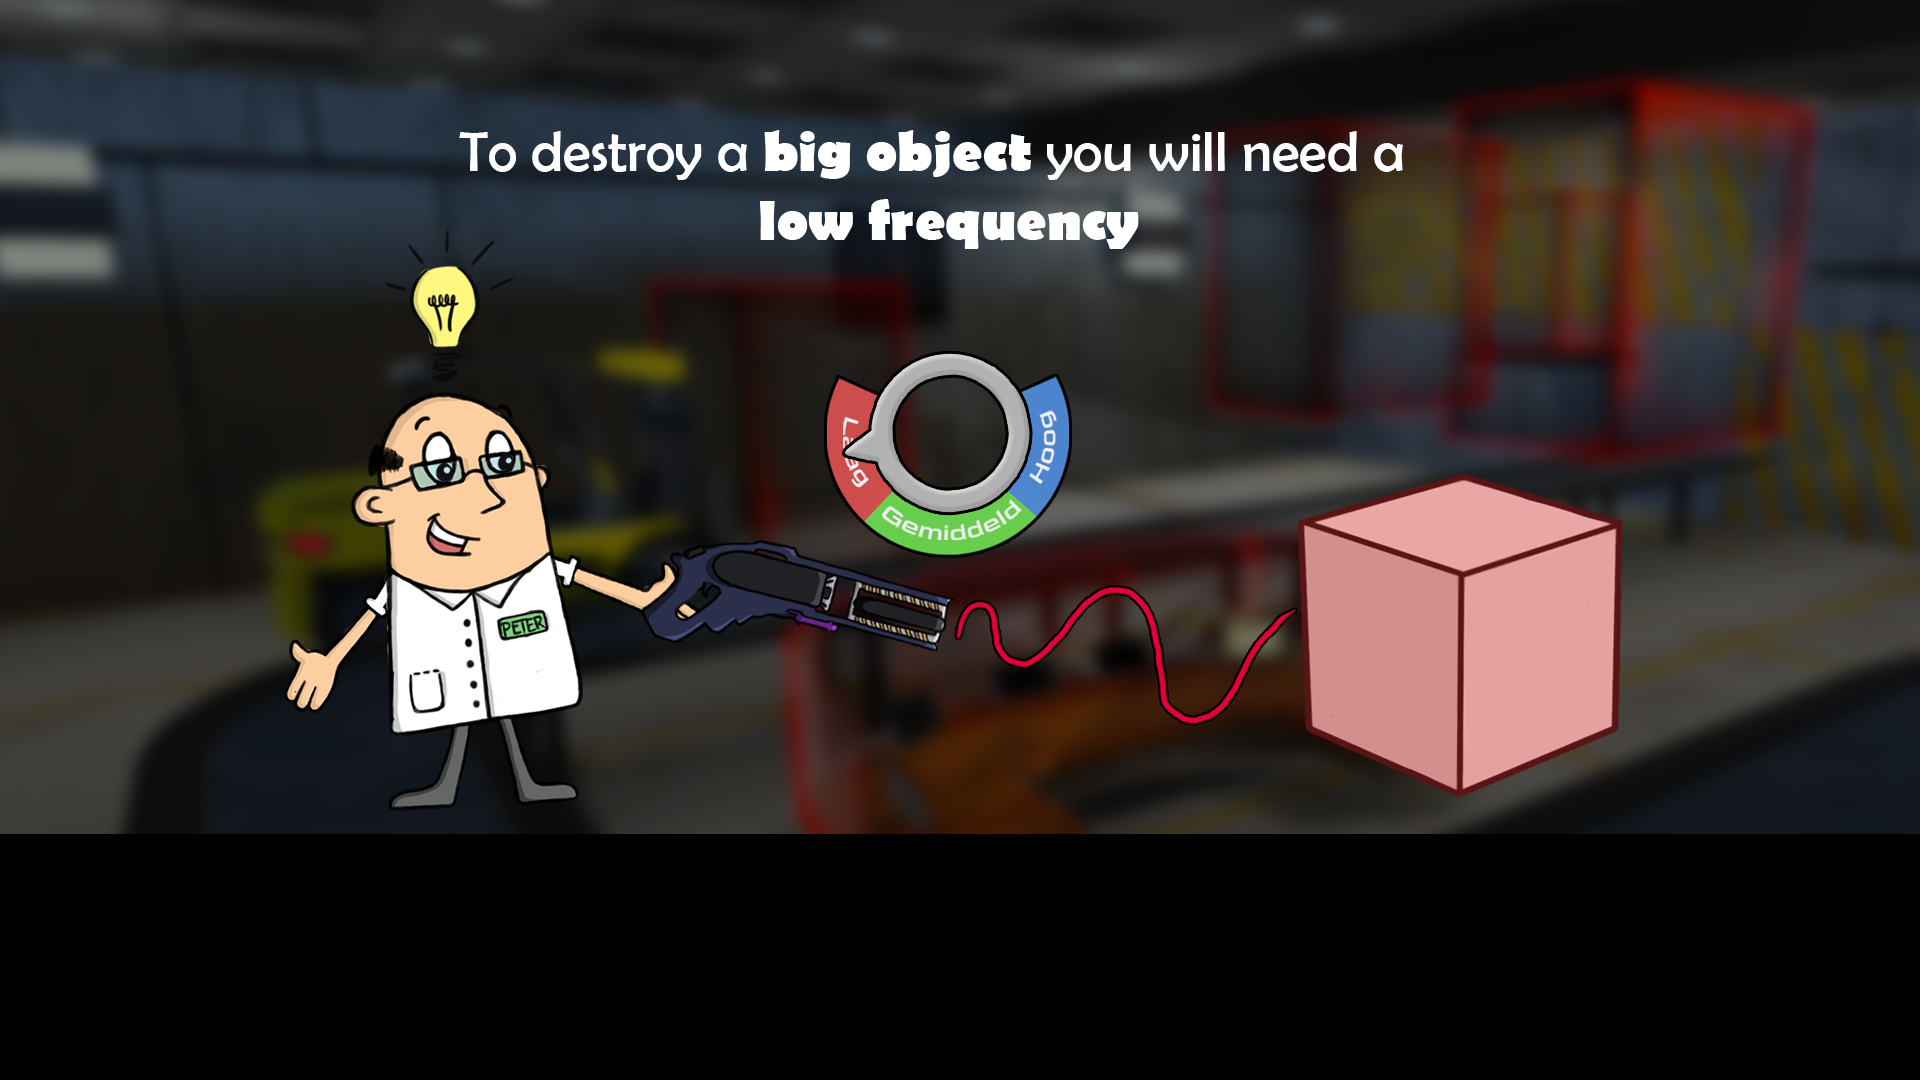 To destroy a big object you will need a
low frequency
Laag
Hoog
Gemiddeld
PETER